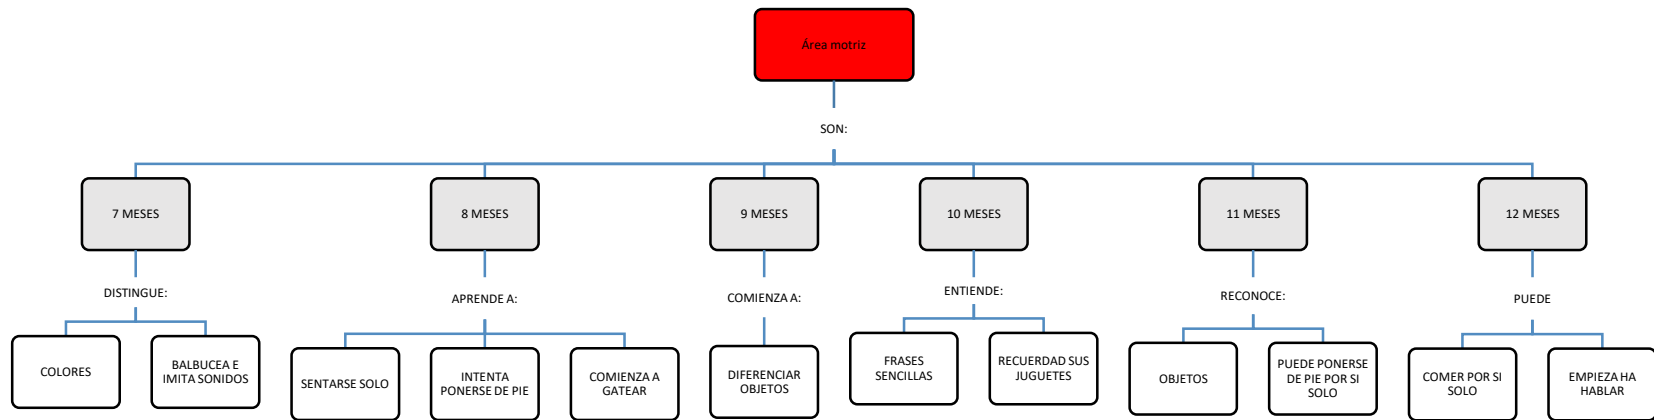 Área motriz
SON:
7 MESES
8 MESES
9 MESES
10 MESES
11 MESES
12 MESES
DISTINGUE:
APRENDE A:
COMIENZA A:
ENTIENDE:
RECONOCE:
PUEDE
COLORES
BALBUCEA E
IMITA SONIDOS
SENTARSE SOLO
INTENTA
PONERSE DE PIE
COMIENZA A
GATEAR
DIFERENCIAR
OBJETOS
FRASES
SENCILLAS
RECUERDAD SUS
JUGUETES
OBJETOS
PUEDE PONERSE
DE PIE POR SI
SOLO
COMER POR SI
SOLO
EMPIEZA HA
HABLAR